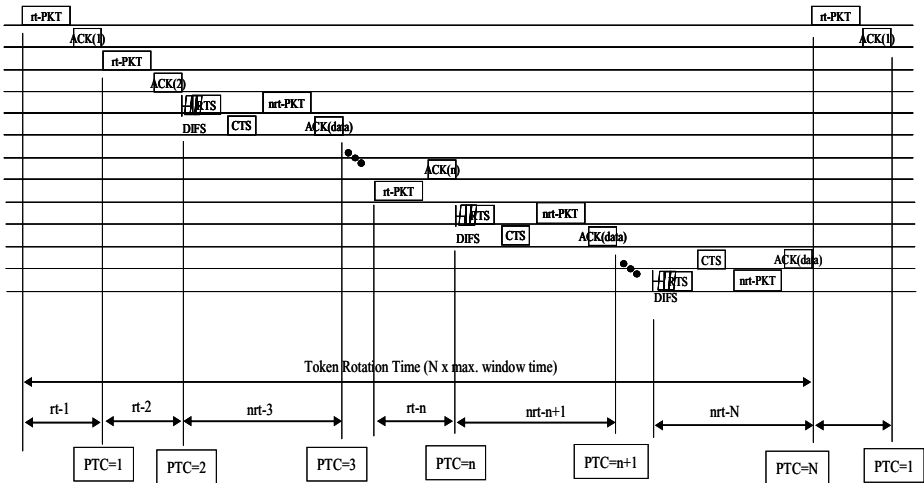 rt-PKT rt-PKT
ACK(1) ACK(1)
rt-PKT
ACK(2)
RTS nrt-PKT
DIFS CTS ACK(data)
ACK(n)
rt-PKT
RTS nrt-PKT
DIFS CTS ACK(data)
CTS ACK(data)
RTS nrt-PKT
DIFS
Token Rotation Time (N x max. window time)
rt-1 rt-2 nrt-3 rt-n nrt-n+1 nrt-N
PTC=1 PTC=2 PTC=3 PTC=n PTC=n+1 PTC=N PTC=1